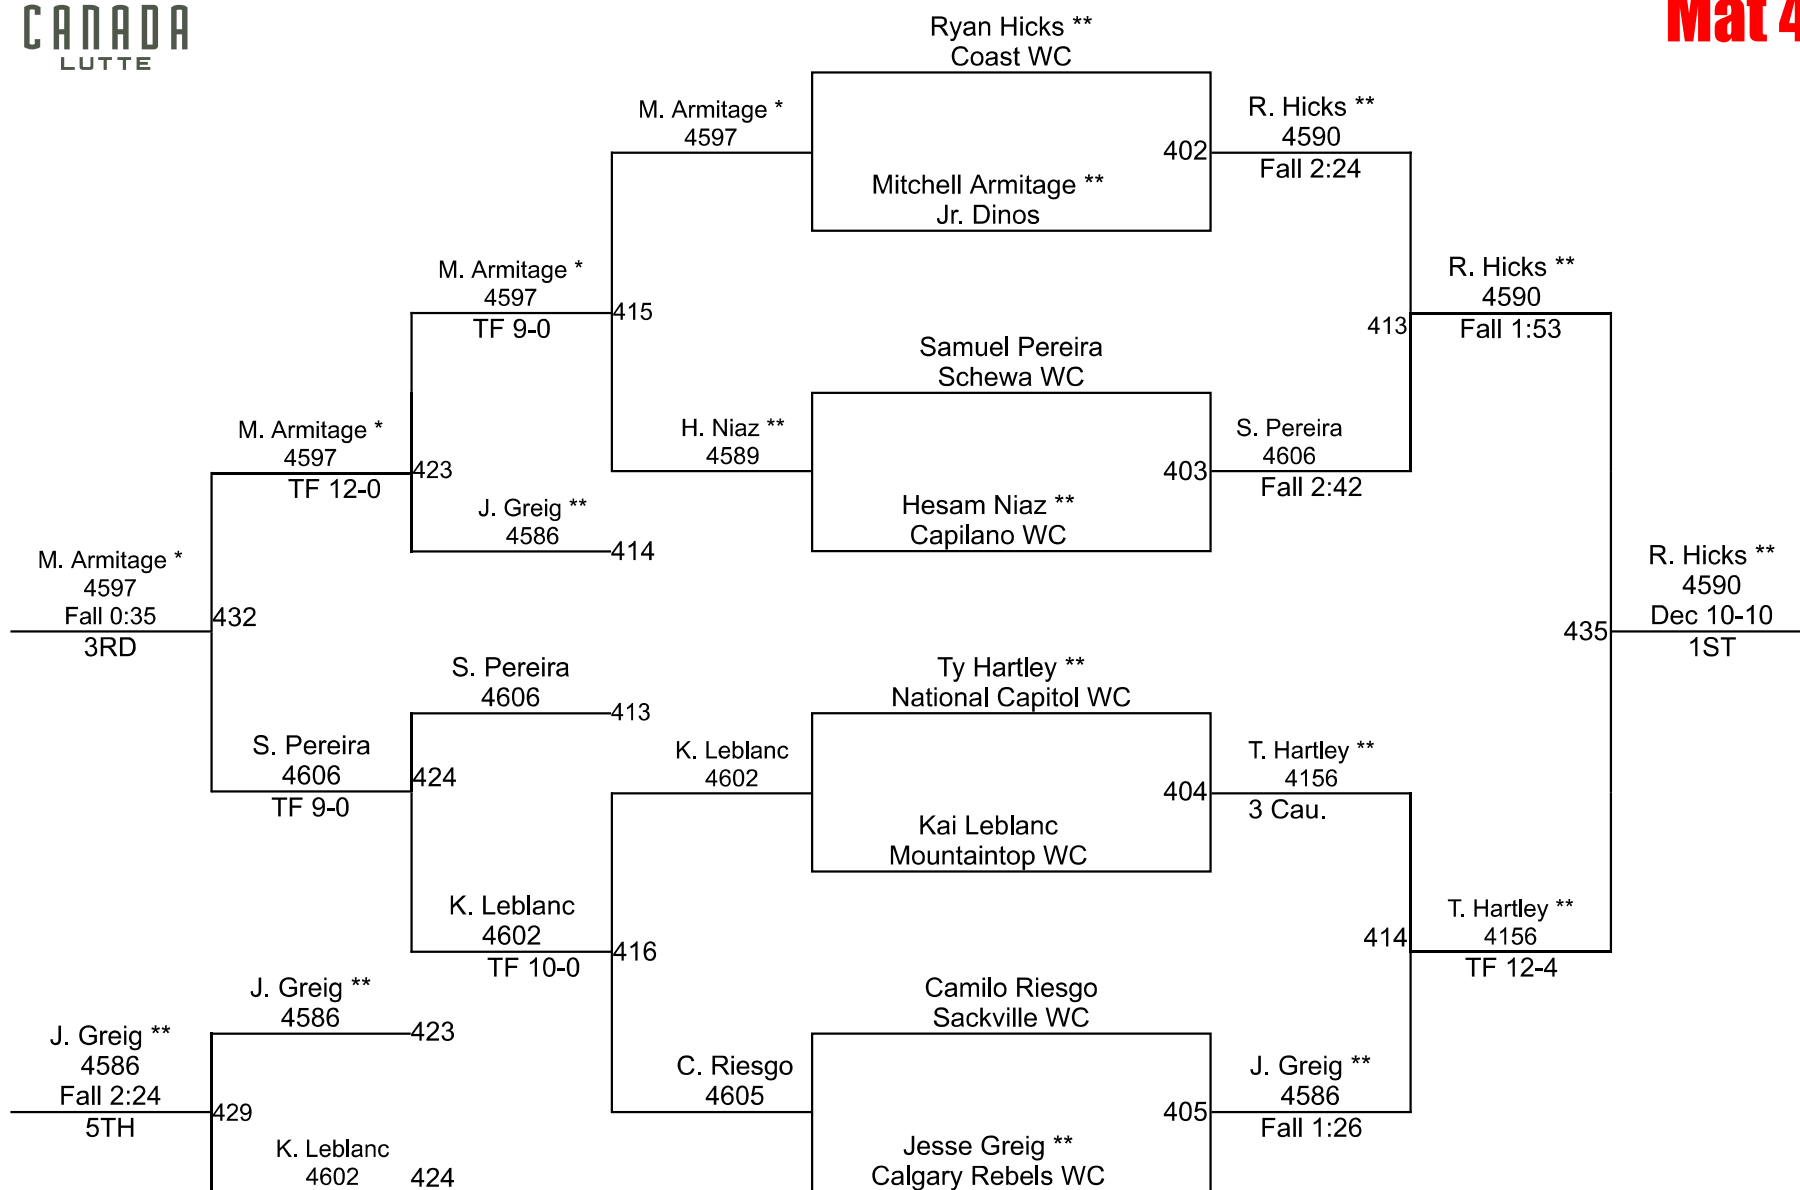 CANADA
LUTTE
Mat 4
Ryan Hicks **
Coast WC
M. Armitage *
4597
R. Hicks **
4590
402
Fall 2:24
Mitchell Armitage **
Jr. Dinos
M. Armitage *
4597
415
TF 9-0
R. Hicks **
4590
413
Fall 1:53
Samuel Pereira
Schewa WC
M. Armitage *
4597
423
TF 12-0
H. Niaz **
4589
S. Pereira
4606
403
Fall 2:42
J. Greig **
4586
414
Hesam Niaz **
Capilano WC
M. Armitage *
4597
Fall 0:35
432
3RD
R. Hicks **
4590
Dec 10-10
435
1ST
S. Pereira
4606
413
Ty Hartley **
National Capitol WC
S. Pereira
4606
424
TF 9-0
K. Leblanc
4602
T. Hartley **
4156
404
3 Cau.
Kai Leblanc
Mountaintop WC
K. Leblanc
4602
416
TF 10-0
T. Hartley **
4156
414
TF 12-4
J. Greig **
4586
423
Camilo Riesgo
Sackville WC
J. Greig **
4586
Fall 2:24
429
5TH
C. Riesgo
4605
J. Greig **
4586
405
Fall 1:26
K. Leblanc
4602
424
Jesse Greig **
Calgary Rebels WC